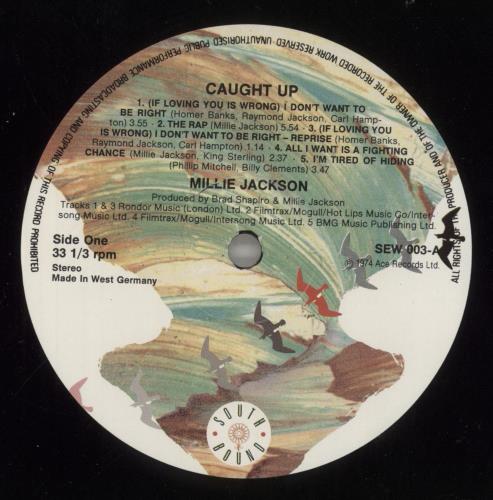 ALL RIGHTS OF THE PRODUCER AND OF THE OWNER OF THE RECORDED WORK RESERVED UNAUTHORISED PUBLIC PERFORMANCE BROADCASTING AND COPYING OF THIS RECORD PROHIBITED
CAUGHT UP
1. (IF LOVING YOU IS WRONG) I DON'T WANT TO
BE RIGHT (Homer Banks, Raymond Jackson, Carl Hamp-
ton) 3.55 2. THE RAP (Millie Jackson) 5.54 - 3. (IF LOVING YOU
IS WRONG) I DON'T WANT TO BE RIGHT – REPRISE (Homer Banks,
Raymond Jackson, Carl Hampton) 1.14 - 4. ALL I WANT IS A FIGHTING
CHANCE (Millie Jackson, King Sterling) 2.37 - 5. I'M TIRED OF HIDING
(Phillip Mitchell, Billy Clements) 3.47
MILLIE JACKSON
Produced by Brad Shapiro & Millie Jackson
Tracks 1 & 3 Rondor Music (London) Ltd. 2 Filmtrax/Mogull/Hot Lips Music Co/Inter-
song Music Ltd. 4 Filmtrax/Mogull/Intersong Music Ltd. 5 BMG Music Publishing Ltd.
Side One
33 1/3 rpm
Stereo
Made In West Germany
SEW 003-A
℗ 1974 Ace Records Ltd.
SOUTH
BOUND